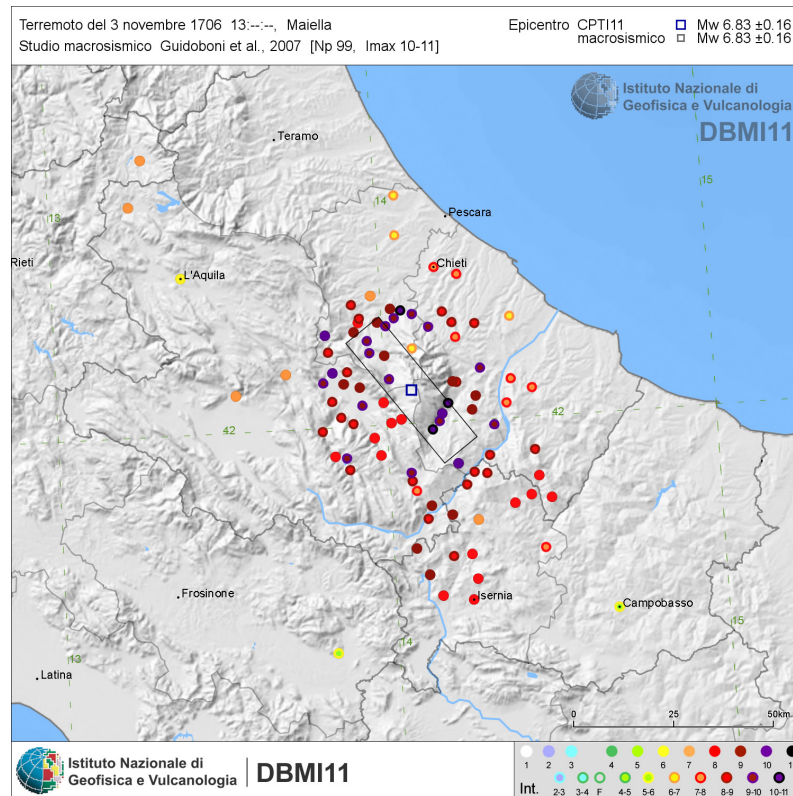 Terremoto del 3 novembre 1706 13:--:--, Maiella
Studio macrosismico Guidoboni et al., 2007 [Np 99, Imax 10-11]
Epicentro CPTI11 Mw 6.83 ±0.16
macrosismico Mw 6.83 ±0.16
Istituto Nazionale di
Geofisica e Vulcanologia
DBMI11
Teramo
15
14
Pescara
13
Rieti
L'Aquila
Chieti
42
42
Frosinone
Isernia
Campobasso
14
15
Latina
13
0 25 50km
Istituto Nazionale di
Geofisica e Vulcanologia
DBMI11
1 2 3 4 5 6 7 8 9 10 1
Int. 2-3 3-4 F 4-5 5-6 6-7 7-8 8-9 9-10 10-11